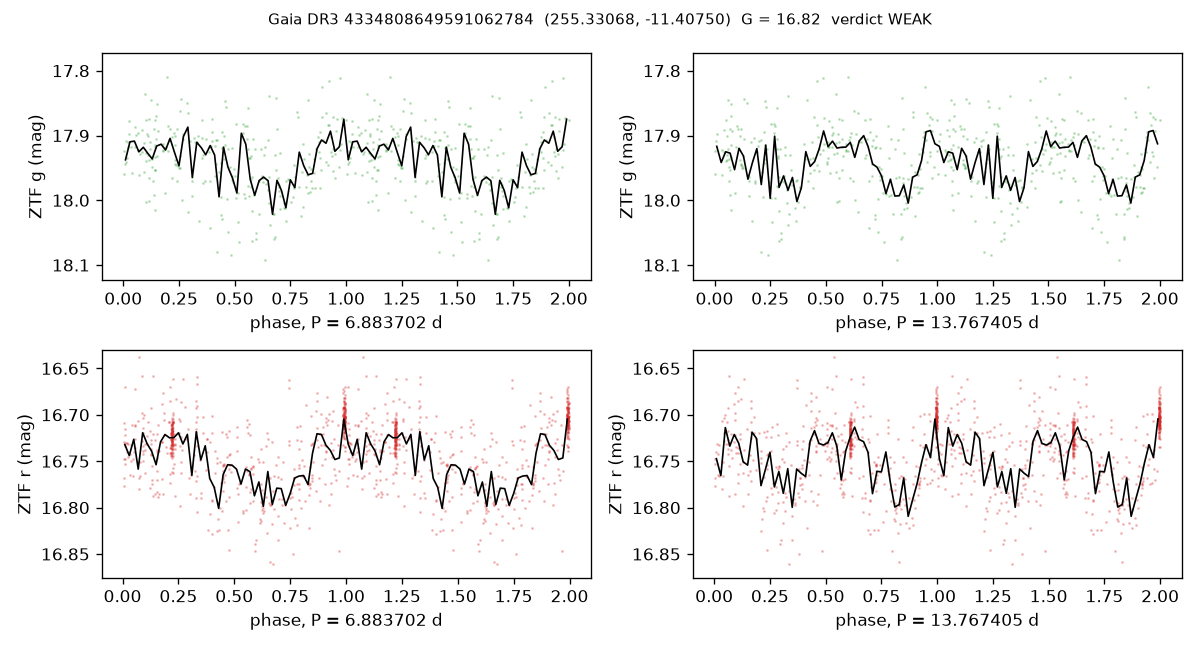 Gaia DR3 4334808649591062784 (255.33068, -11.40750) G = 16.82 verdict WEAK
17.8
17.9
18.0
18.1
ZTF g (mag)
0.00 0.25 0.50 0.75 1.00 1.25 1.50 1.75 2.00
phase, P = 6.883702 d
17.8
17.9
18.0
18.1
ZTF g (mag)
0.00 0.25 0.50 0.75 1.00 1.25 1.50 1.75 2.00
phase, P = 13.767405 d
16.65
16.70
16.75
16.80
16.85
ZTF r (mag)
0.00 0.25 0.50 0.75 1.00 1.25 1.50 1.75 2.00
phase, P = 6.883702 d
16.65
16.70
16.75
16.80
16.85
ZTF r (mag)
0.00 0.25 0.50 0.75 1.00 1.25 1.50 1.75 2.00
phase, P = 13.767405 d